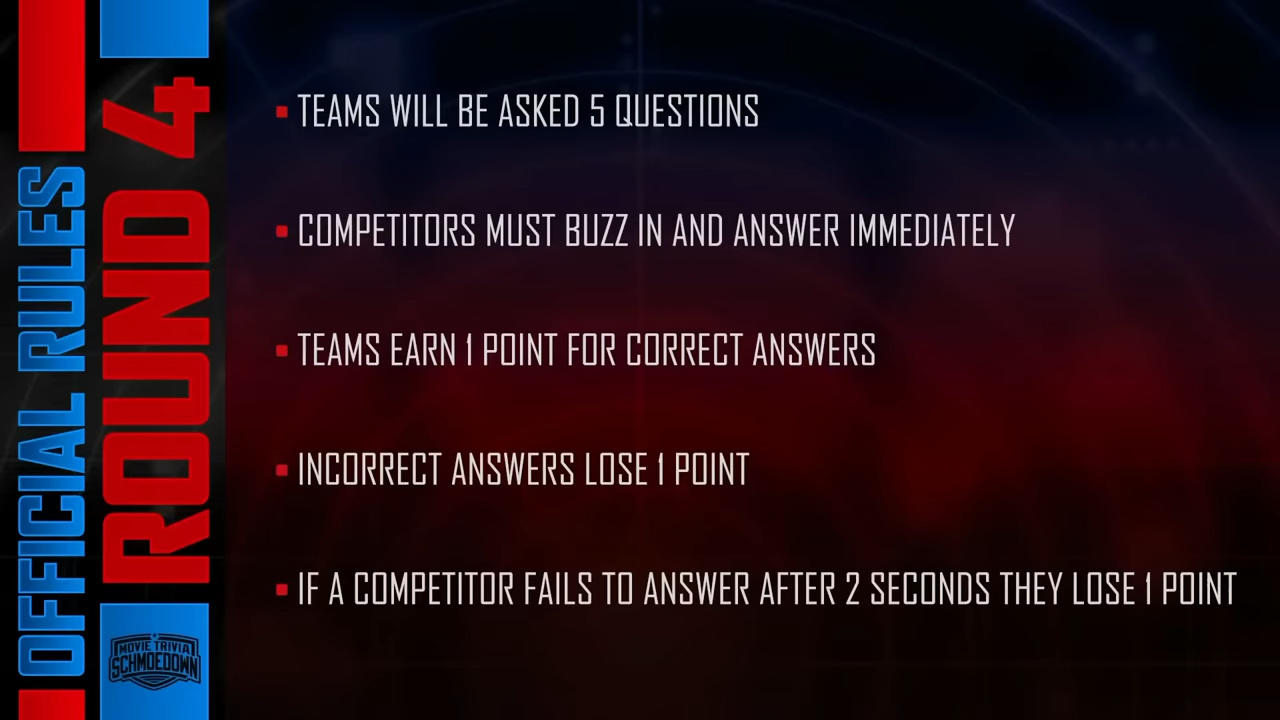 OFFICIAL RULES
ROUND 4
TEAMS WILL BE ASKED 5 QUESTIONS
COMPETITORS MUST BUZZ IN AND ANSWER IMMEDIATELY
TEAMS EARN 1 POINT FOR CORRECT ANSWERS
INCORRECT ANSWERS LOSE 1 POINT
IF A COMPETITOR FAILS TO ANSWER AFTER 2 SECONDS THEY LOSE 1 POINT
MOVIE TRIVIA
SCHMOEDOWN